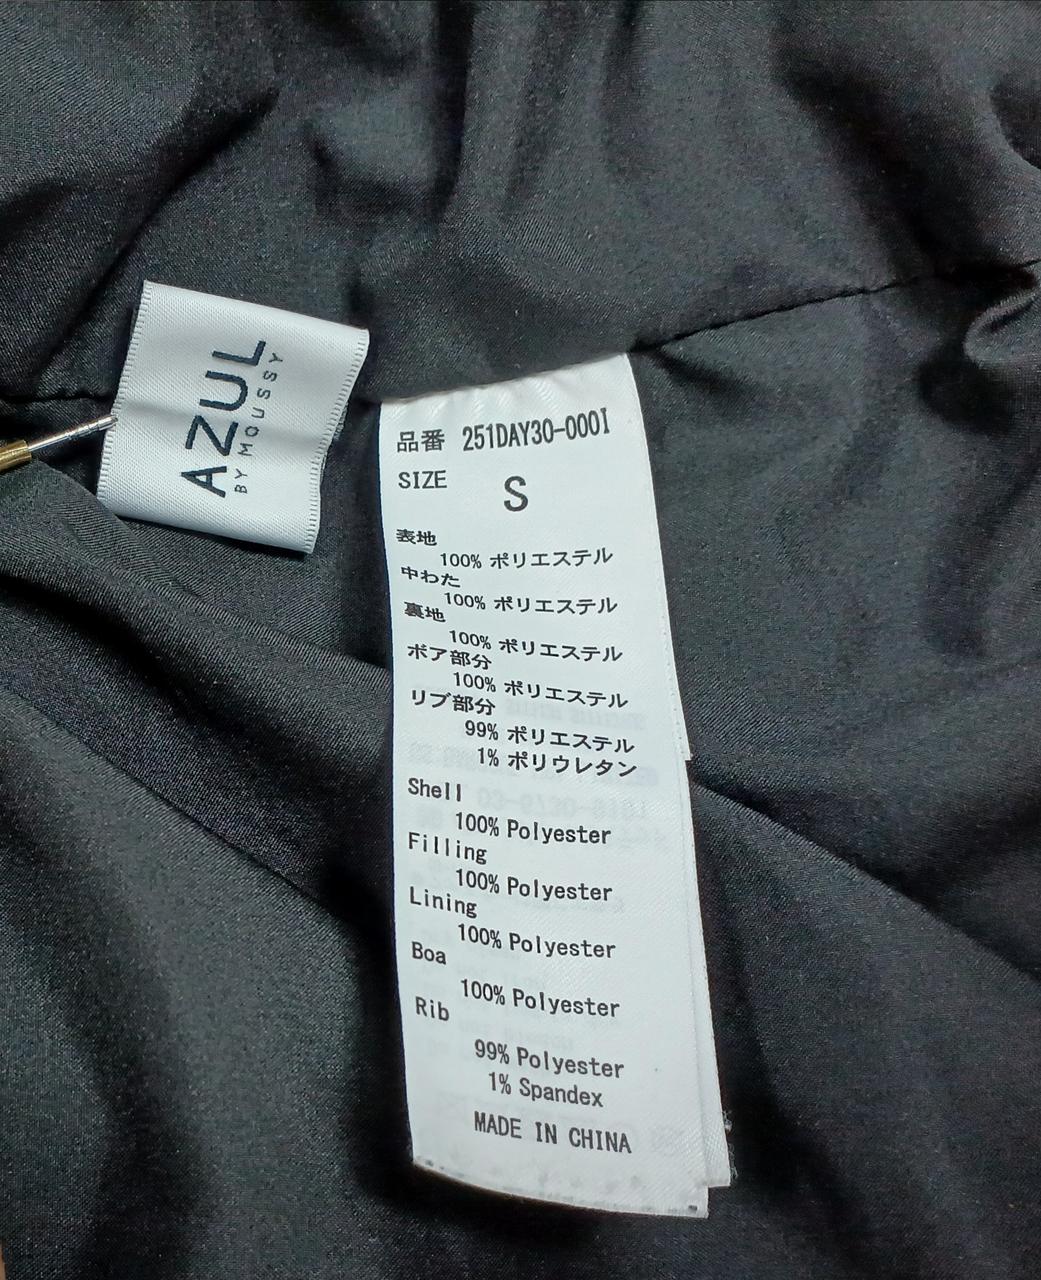 AZUL
BY MOUSSY
品番 251DAY30-000I
SIZE S
表地
100% ポリエステル
中わた
100% ポリエステル
裏地
100% ポリエステル
ボア部分
100% ポリエステル
リブ部分
99% ポリエステル
1% ポリウレタン
Shell
100% Polyester
Filling
100% Polyester
Lining
100% Polyester
Boa
100% Polyester
Rib
99% Polyester
1% Spandex
MADE IN CHINA